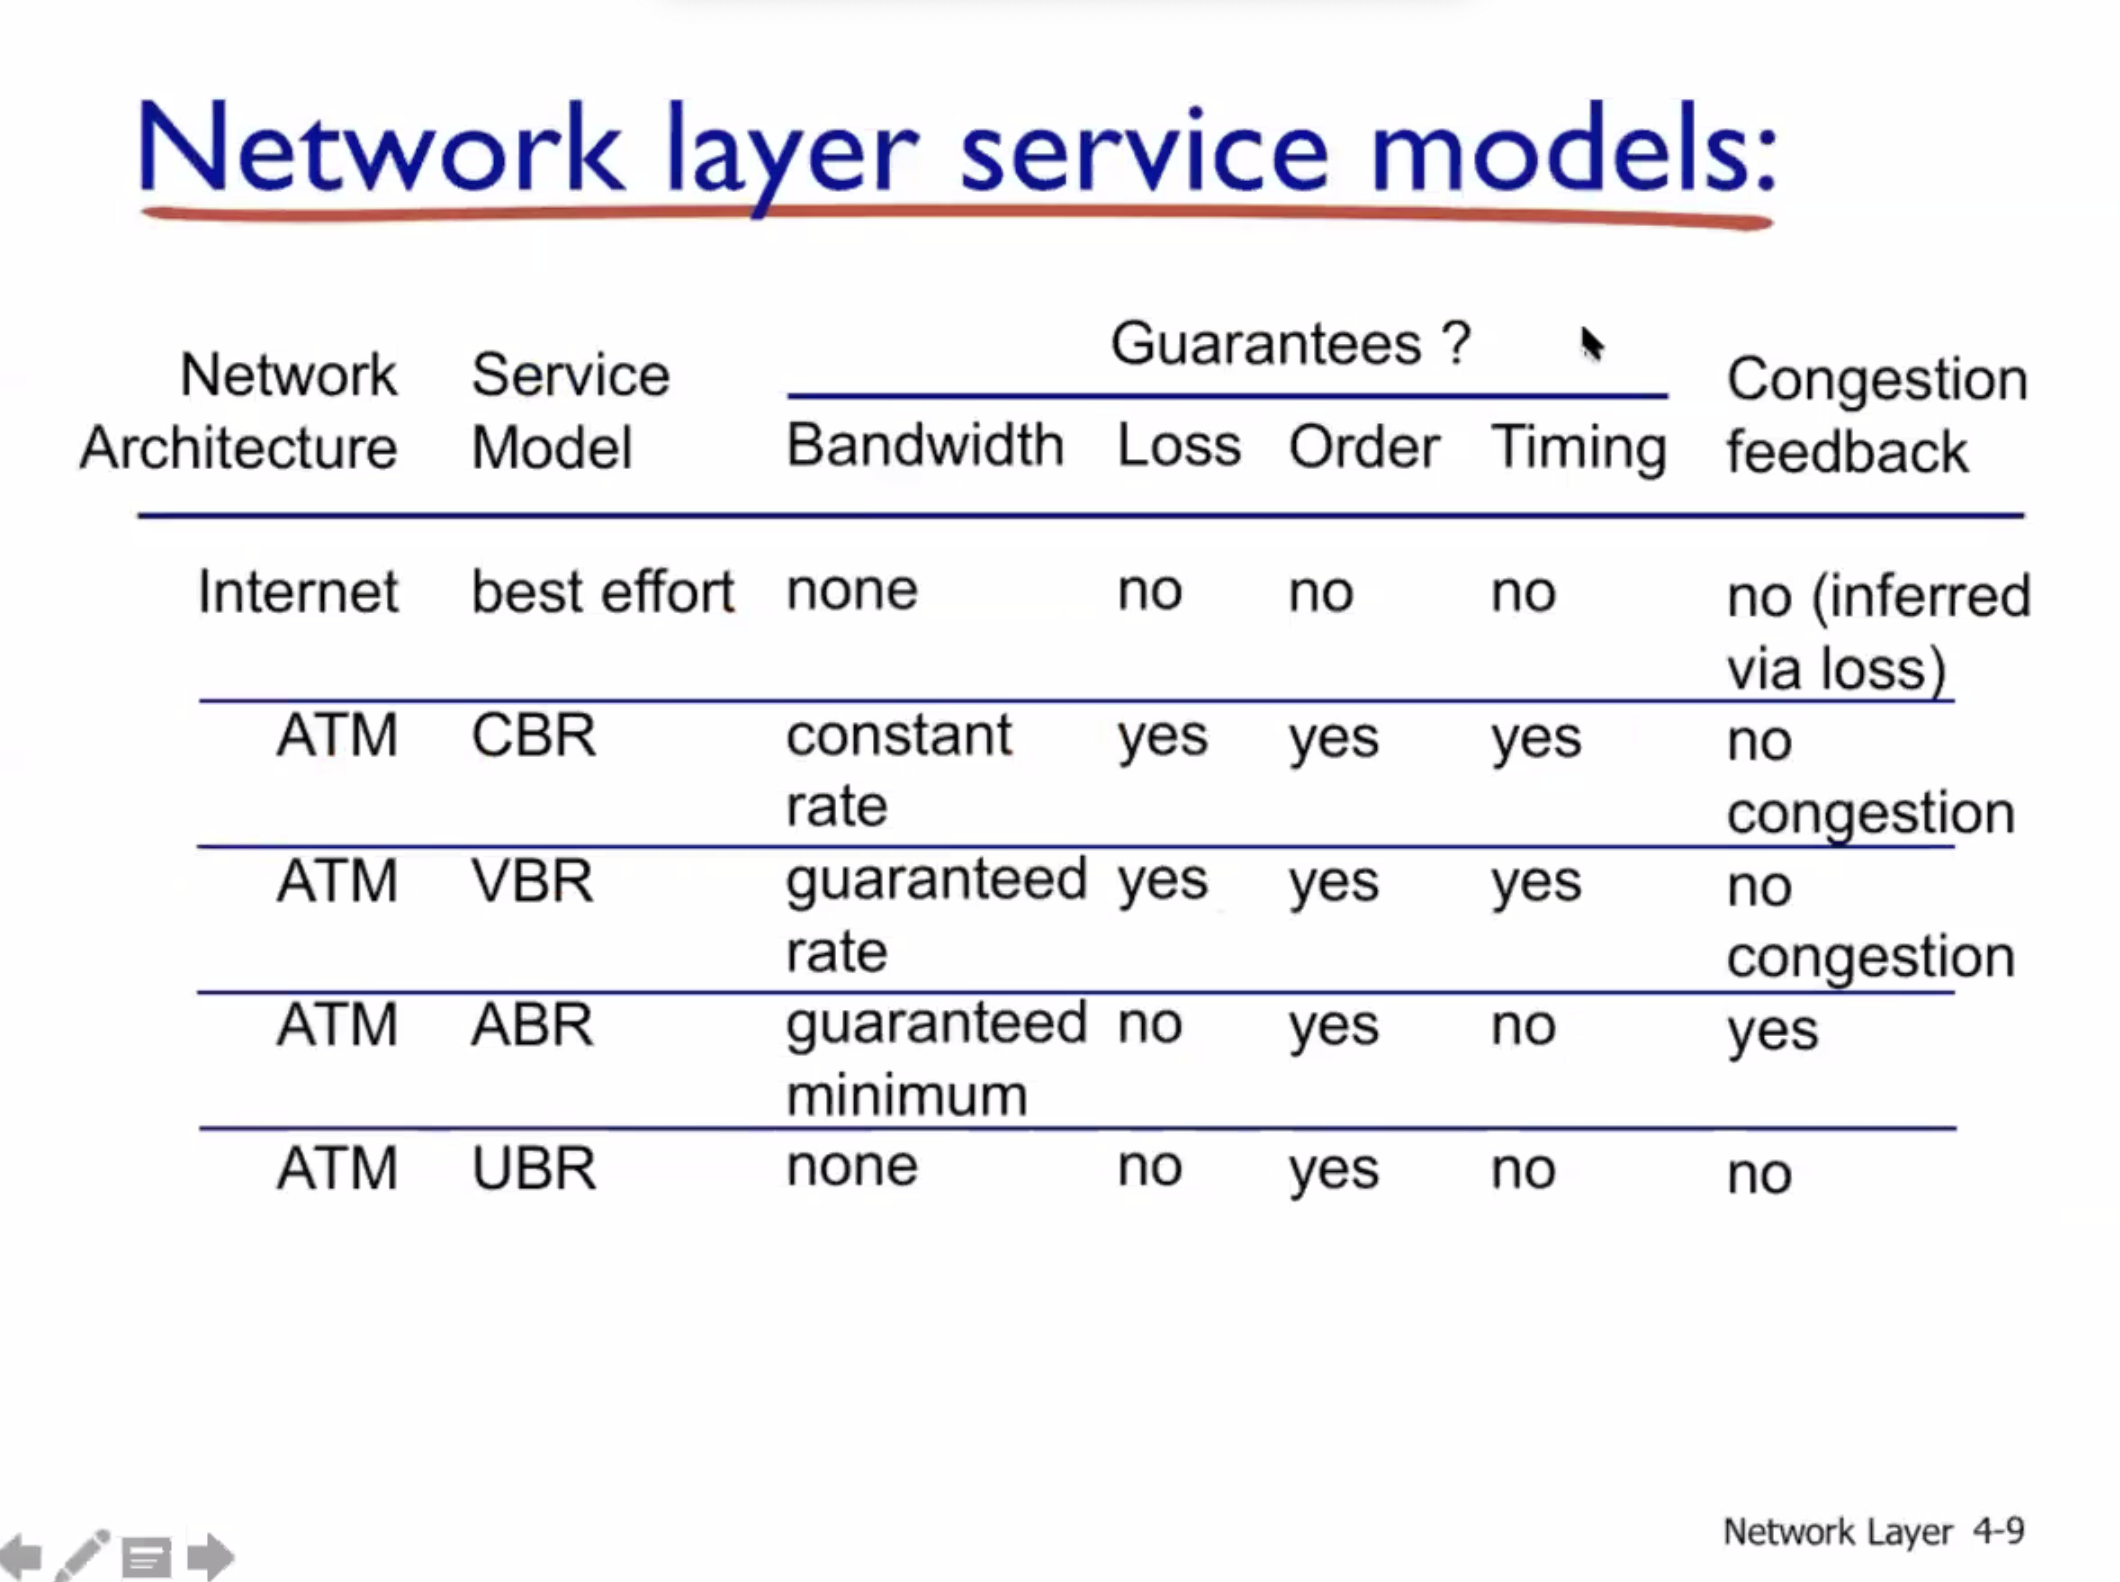 Network layer service models:
Guarantees ?
Network Architecture
Service Model
Bandwidth Loss Order Timing
Congestion feedback
Internet best effort none no no no no (inferred
via loss)
ATM CBR constant yes yes yes no
rate congestion
ATM VBR guaranteed yes yes yes no
rate congestion
ATM ABR guaranteed no yes no yes
minimum
ATM UBR none no yes no no
Network Layer 4-9